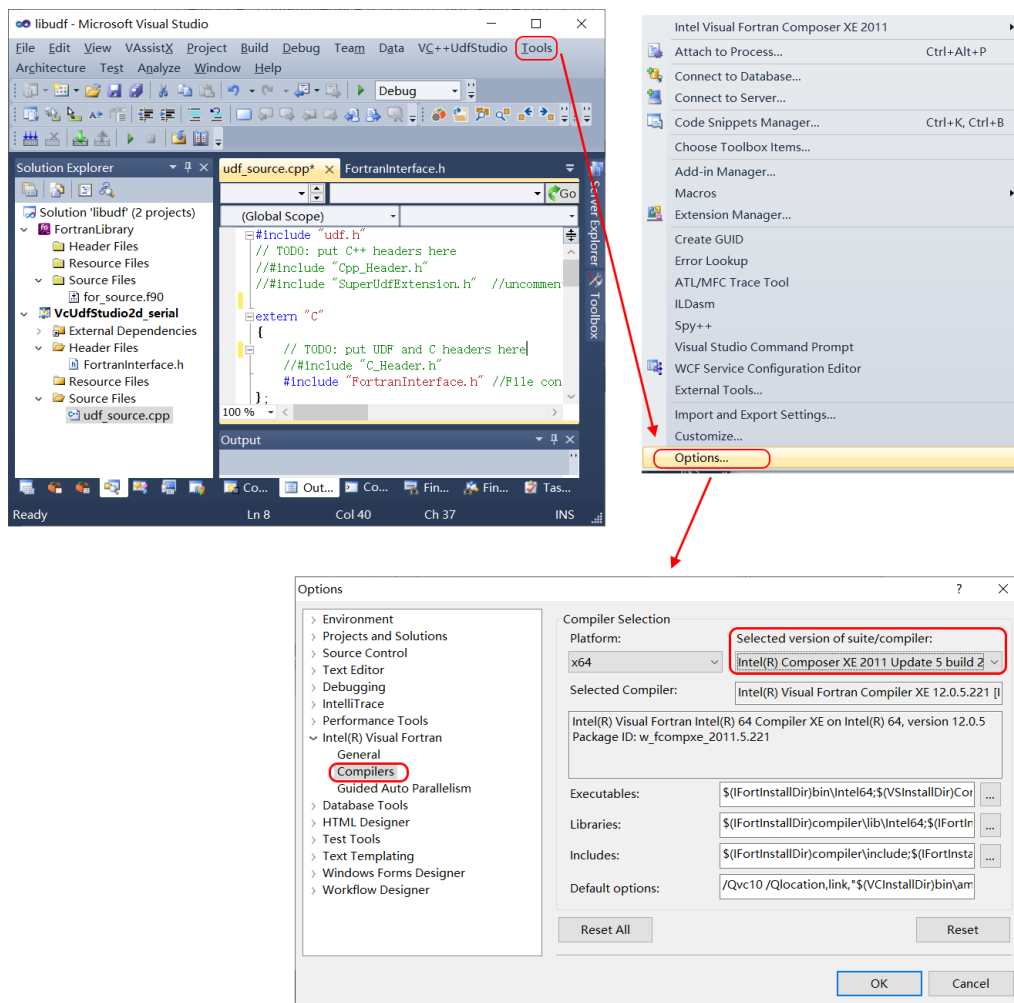 libudf - Microsoft Visual Studio
File Edit View VAssistX Project Build Debug Team Data VC++UdfStudio Tools
Architecture Test Analyze Window Help
Debug
Solution Explorer
Solution 'libudf' (2 projects)
FortranLibrary
Header Files
Resource Files
Source Files
for_source.f90
VcUdfStudio2d_serial
External Dependencies
Header Files
FortranInterface.h
Resource Files
Source Files
udf_source.cpp
udf_source.cpp* FortranInterface.h
Go
(Global Scope)
#include "udf.h"
// TODO: put C++ headers here
//#include "Cpp_Header.h"
//#include "SuperUdfExtension.h" //uncommen
extern "C"
{
// TODO: put UDF and C headers here
//#include "C_Header.h"
#include "FortranInterface.h" //File con
};
100 %
Output
Server Explorer
Toolbox
Co... Out... Co... Fin... Fin... Tas...
Ready Ln 8 Col 40 Ch 37 INS
Intel Visual Fortran Composer XE 2011
Attach to Process... Ctrl+Alt+P
Connect to Database...
Connect to Server...
Code Snippets Manager... Ctrl+K, Ctrl+B
Choose Toolbox Items...
Add-in Manager...
Macros
Extension Manager...
Create GUID
Error Lookup
ATL/MFC Trace Tool
ILDasm
Spy++
Visual Studio Command Prompt
WCF Service Configuration Editor
External Tools...
Import and Export Settings...
Customize...
Options...
Options ?
Environment
Projects and Solutions
Source Control
Text Editor
Debugging
IntelliTrace
Performance Tools
Intel(R) Visual Fortran
General
Compilers
Guided Auto Parallelism
Database Tools
HTML Designer
Test Tools
Text Templating
Windows Forms Designer
Workflow Designer
Compiler Selection
Platform: Selected version of suite/compiler:
x64 Intel(R) Composer XE 2011 Update 5 build 2
Selected Compiler: Intel(R) Visual Fortran Compiler XE 12.0.5.221 [I
Intel(R) Visual Fortran Intel(R) 64 Compiler XE on Intel(R) 64, version 12.0.5
Package ID: w_fcompxe_2011.5.221
Executables: $(IFortInstallDir)bin\Intel64;$(VSInstallDir)Cor ...
Libraries: $(IFortInstallDir)compiler\lib\Intel64;$(IFortIn ...
Includes: $(IFortInstallDir)compiler\include;$(IFortInsta ...
Default options: /Qvc10 /Qlocation,link,"$(VCInstallDir)bin\am
Reset All Reset
OK Cancel